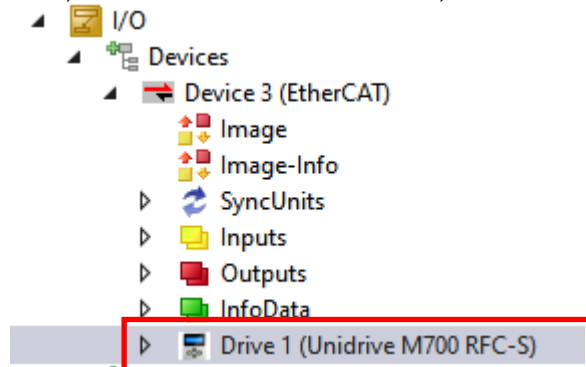 I/O
Devices
Device 3 (EtherCAT)
Image
Image-Info
SyncUnits
Inputs
Outputs
InfoData
Drive 1 (Unidrive M700 RFC-S)